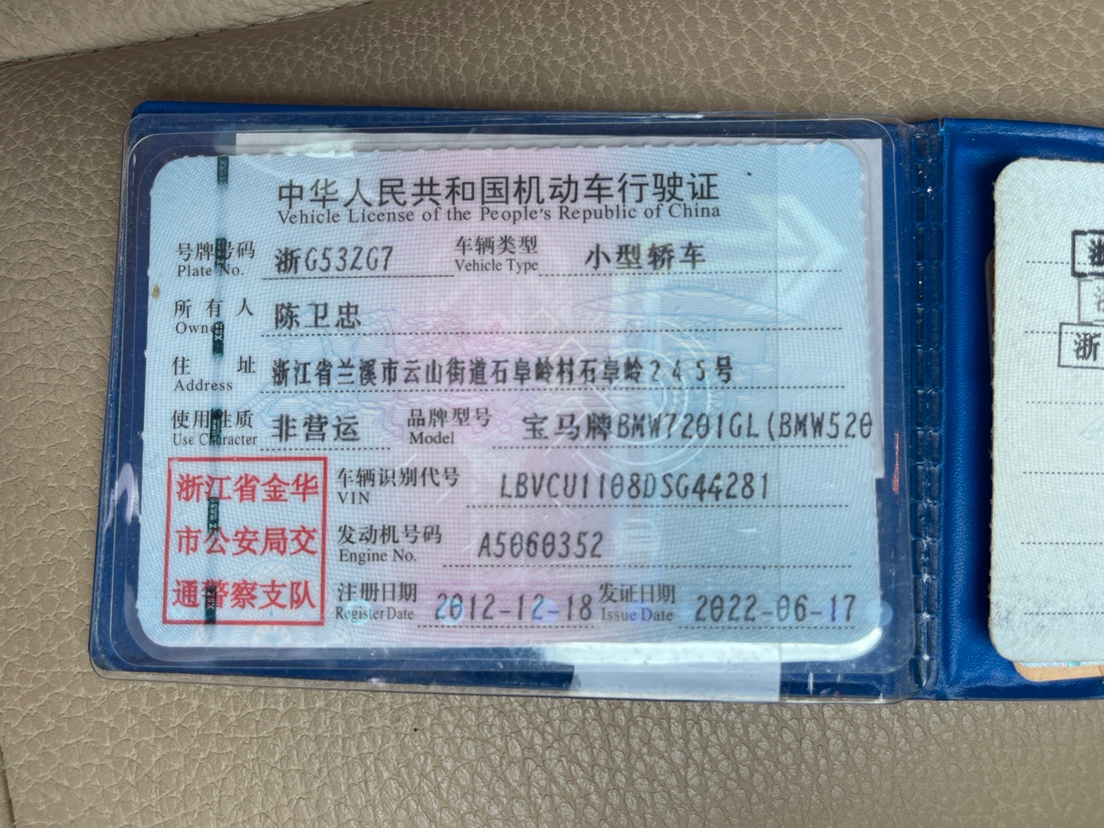 中华人民共和国机动车行驶证
Vehicle License of the People's Republic of China
号牌号码 浙G53ZG7 车辆类型 小型轿车
Plate No. Vehicle Type
所有人 陈卫忠
Owner
住址 浙江省兰溪市云山街道石阜岭村石阜岭245号
Address
使用性质 非营运 品牌型号 宝马牌BMW7201GL(BMW520
Use Character Model
浙江省金华
市公安局交
通警察支队
车辆识别代号 LBVCU1108DSG44281
VIN
发动机号码 A5060352
Engine No.
注册日期 2012-12-18 发证日期 2022-06-17
Register Date Issue Date
浙
浙